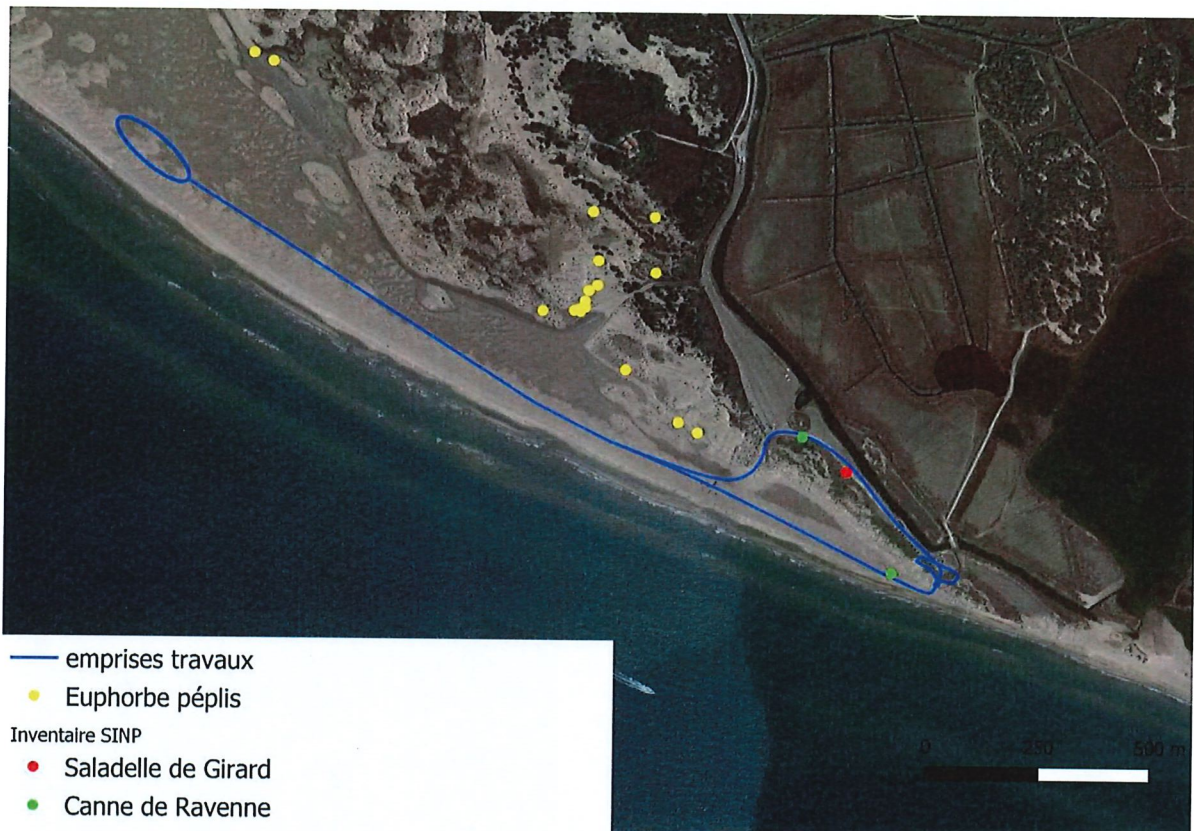 emprises travaux
Euphorbe péplis
Inventaire SINP
Saladelle de Girard
Canne de Ravenne
0 250 500 m